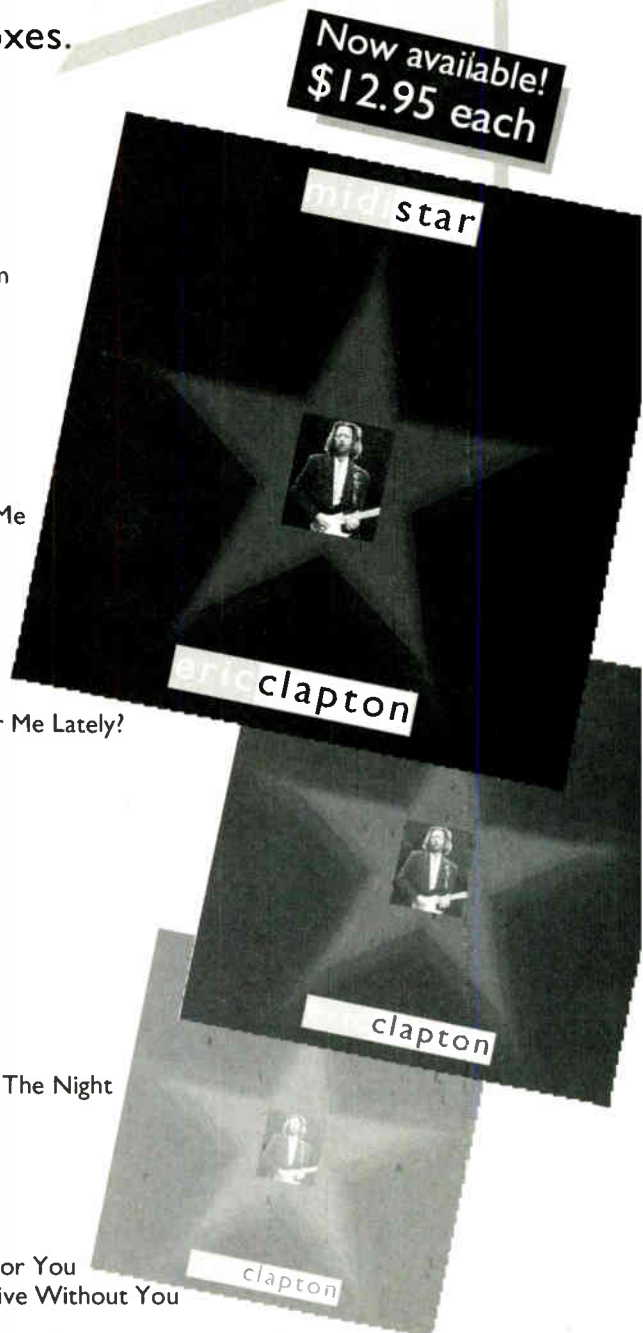 oxes.
Now available!
$12.95 each
midi star
n
Me
eric clapton
r Me Lately?
clapton
The Night
or You
ive Without You
clapton